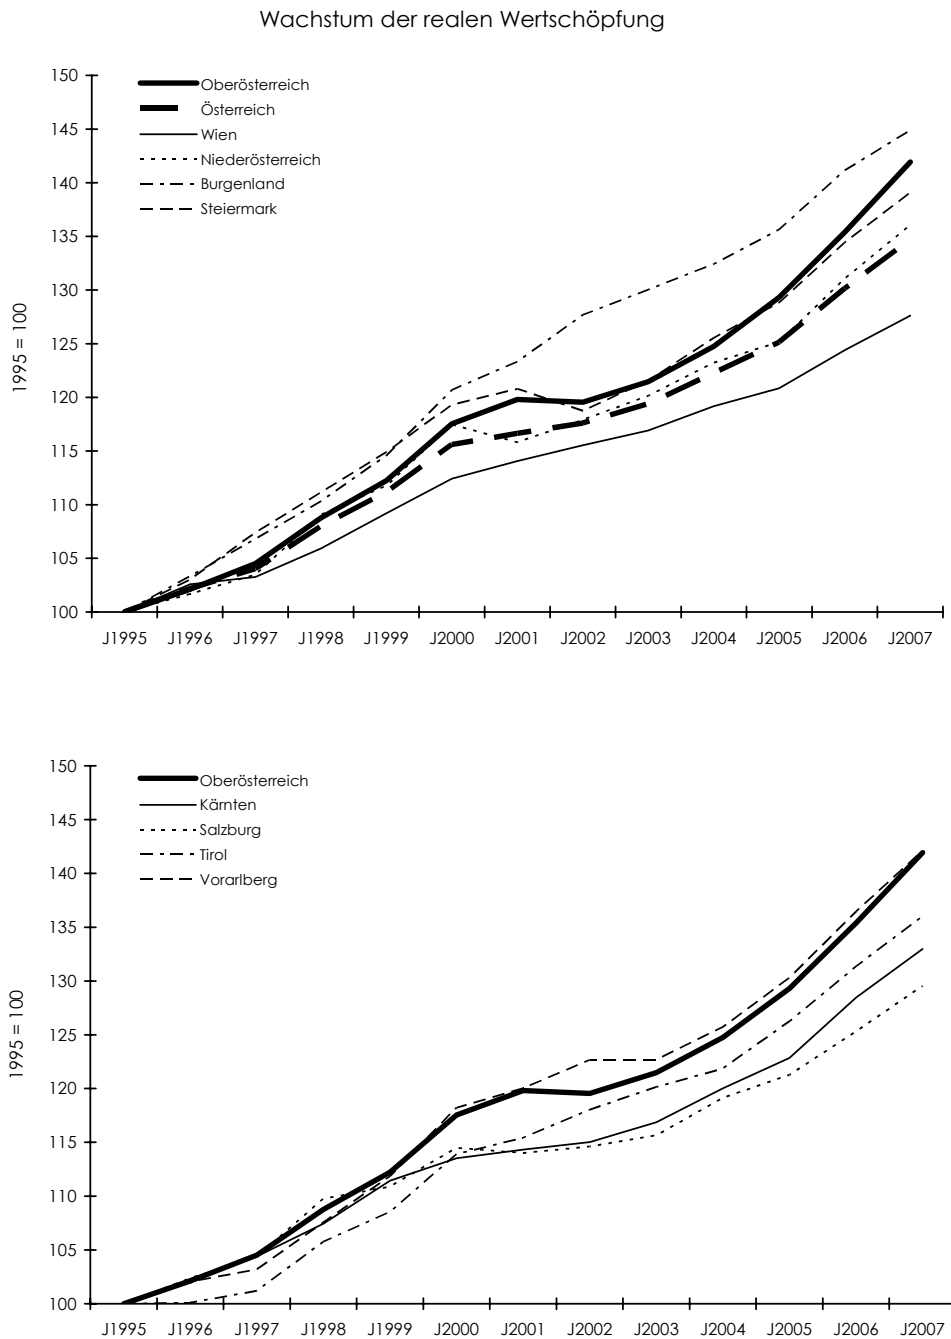 Wachstum der realen Wertschöpfung
150
145
140
135
130
125
120
115
110
105
100
1995 = 100
Oberösterreich
Österreich
Wien
Niederösterreich
Burgenland
Steiermark
J1995 J1996 J1997 J1998 J1999 J2000 J2001 J2002 J2003 J2004 J2005 J2006 J2007
150
145
140
135
130
125
120
115
110
105
100
1995 = 100
Oberösterreich
Kärnten
Salzburg
Tirol
Vorarlberg
J1995 J1996 J1997 J1998 J1999 J2000 J2001 J2002 J2003 J2004 J2005 J2006 J2007